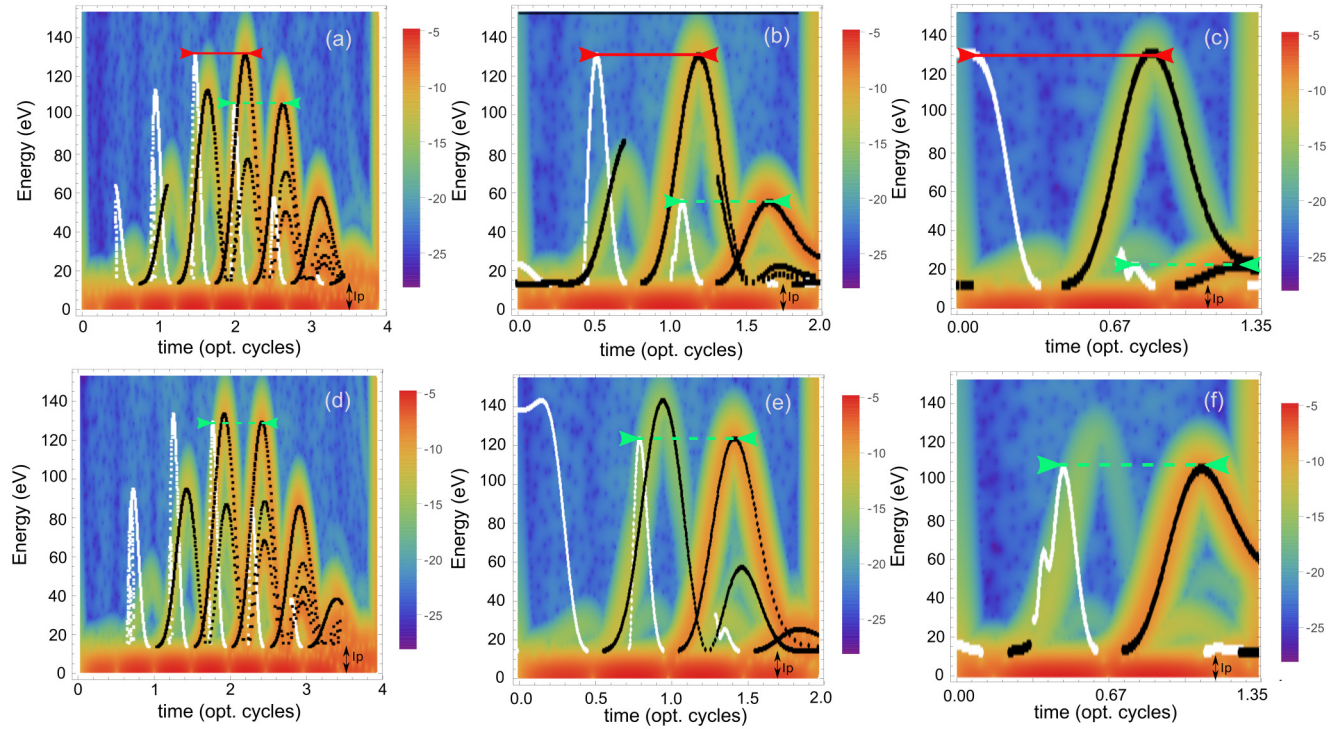 (a)
Energy (eV)
140
120
100
80
60
40
20
0
0 1 2 3 4
time (opt. cycles)
Ip
-5
-10
-15
-20
-25
(b)
Energy (eV)
140
120
100
80
60
40
20
0
0.0 0.5 1.0 1.5 2.0
time (opt. cycles)
Ip
-5
-10
-15
-20
-25
(c)
Energy (eV)
140
120
100
80
60
40
20
0
0.00 0.67 1.35
time (opt. cycles)
Ip
-5
-10
-15
-20
-25
(d)
Energy (eV)
140
120
100
80
60
40
20
0
0 1 2 3 4
time (opt. cycles)
Ip
-5
-10
-15
-20
-25
(e)
Energy (eV)
140
120
100
80
60
40
20
0
0.0 0.5 1.0 1.5 2.0
time (opt. cycles)
Ip
-5
-10
-15
-20
-25
(f)
Energy (eV)
140
120
100
80
60
40
20
0
0.00 0.67 1.35
time (opt. cycles)
Ip
-5
-10
-15
-20
-25